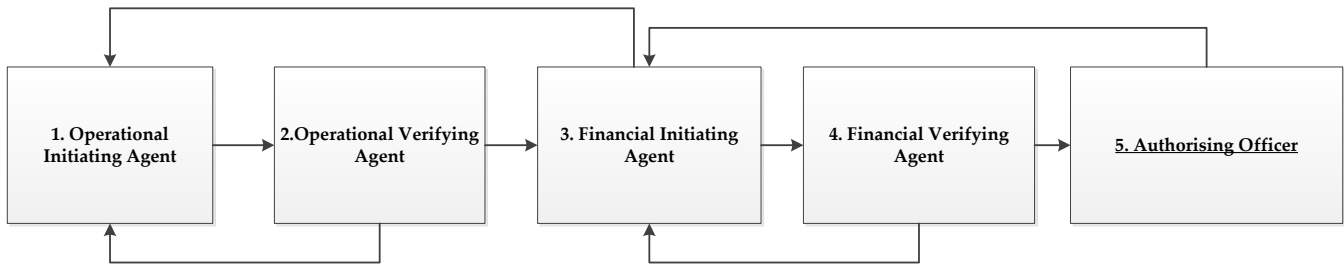 1. Operational
Initiating Agent
2.Operational Verifying
Agent
3. Financial Initiating
Agent
4. Financial Verifying
Agent
5. Authorising Officer